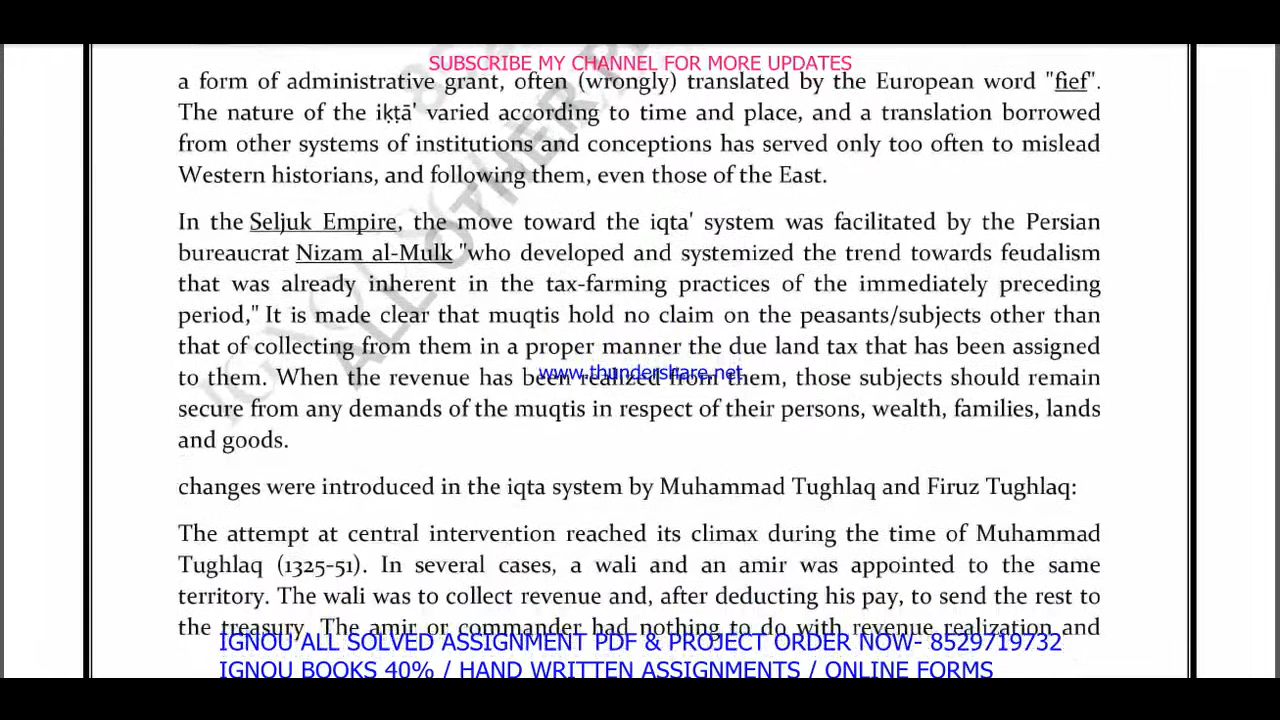 SUBSCRIBE MY CHANNEL FOR MORE UPDATES
a form of administrative grant, often (wrongly) translated by the European word "fief".
The nature of the iḳṭā' varied according to time and place, and a translation borrowed
from other systems of institutions and conceptions has served only too often to mislead
Western historians, and following them, even those of the East.
In the Seljuk Empire, the move toward the iqta' system was facilitated by the Persian
bureaucrat Nizam al-Mulk "who developed and systemized the trend towards feudalism
that was already inherent in the tax-farming practices of the immediately preceding
period," It is made clear that muqtis hold no claim on the peasants/subjects other than
that of collecting from them in a proper manner the due land tax that has been assigned
www.thundershare.net
to them. When the revenue has been realized from them, those subjects should remain
secure from any demands of the muqtis in respect of their persons, wealth, families, lands
and goods.
changes were introduced in the iqta system by Muhammad Tughlaq and Firuz Tughlaq:
The attempt at central intervention reached its climax during the time of Muhammad
Tughlaq (1325-51). In several cases, a wali and an amir was appointed to the same
territory. The wali was to collect revenue and, after deducting his pay, to send the rest to
the treasury. The amir or commander had nothing to do with revenue realization and
IGNOU ALL SOLVED ASSIGNMENT PDF & PROJECT ORDER NOW- 8529719732
IGNOU BOOKS 40% / HAND WRITTEN ASSIGNMENTS / ONLINE FORMS
ALL OTHER